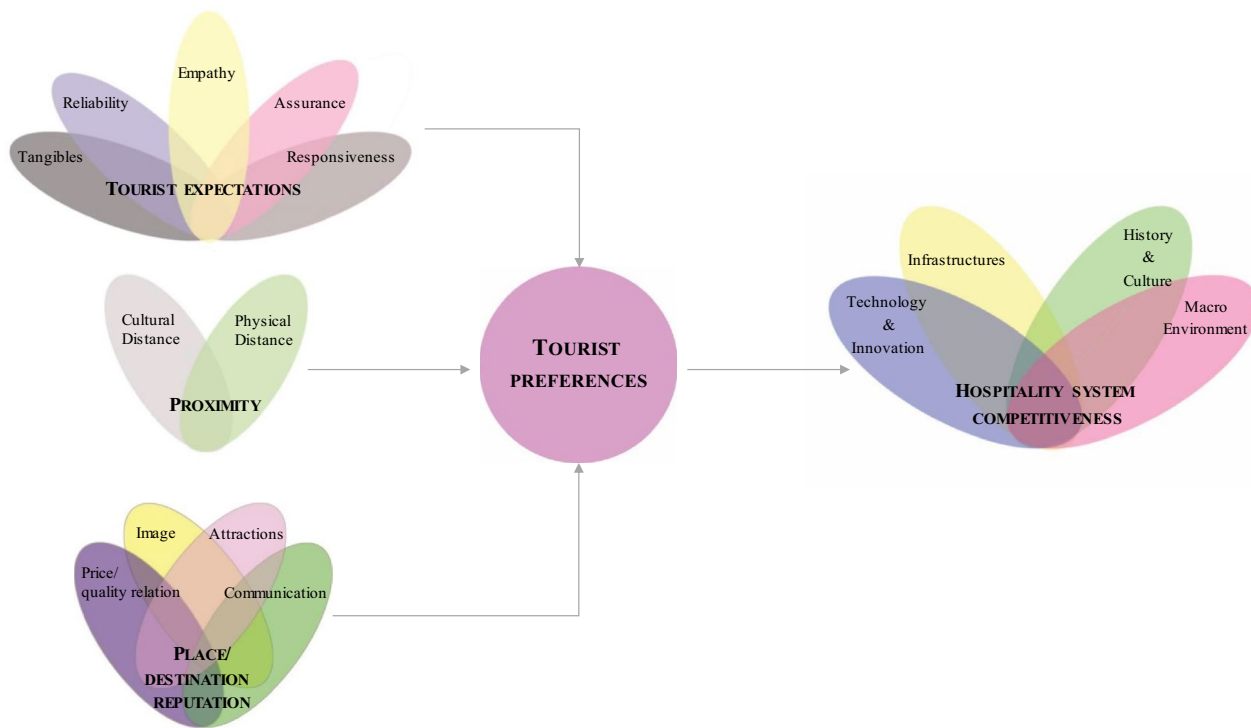 Empathy
Reliability
Assurance
Tangibles
Responsiveness
TOURIST EXPECTATIONS
Cultural
Distance
Physical
Distance
PROXIMITY
Image
Attractions
Price/
quality relation
Communication
PLACE/
DESTINATION
REPUTATION
TOURIST
PREFERENCES
Infrastructures
History
&
Culture
Technology
&
Innovation
Macro
Environment
HOSPITALITY SYSTEM
COMPETITIVENESS